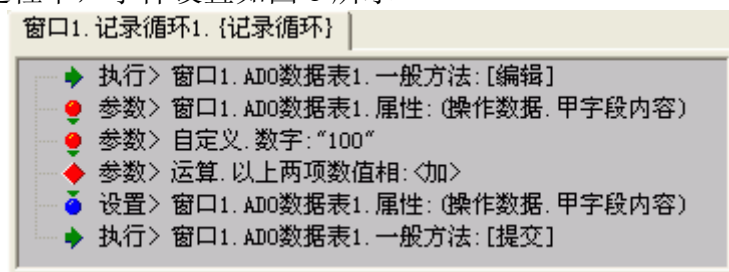 窗口1.记录循环1.{记录循环}
执行> 窗口1.ADO数据表1.一般方法:[编辑]
参数> 窗口1.ADO数据表1.属性:(操作数据.甲字段内容)
参数> 自定义.数字:"100"
参数> 运算.以上两项数值相:<加>
设置> 窗口1.ADO数据表1.属性:(操作数据.甲字段内容)
执行> 窗口1.ADO数据表1.一般方法:[提交]